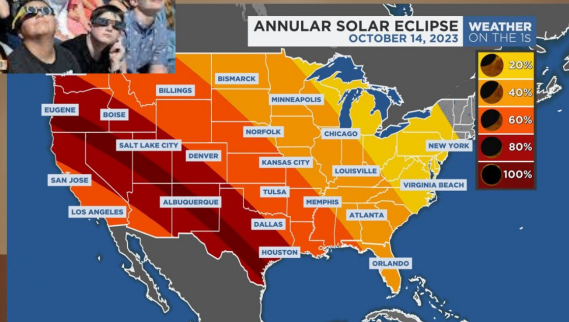 ANNULAR SOLAR ECLIPSE
OCTOBER 14, 2023
WEATHER
ON THE 1S
20%
40%
60%
80%
100%
BISMARCK
BILLINGS
MINNEAPOLIS
EUGENE
BOISE
NORFOLK
CHICAGO
SALT LAKE CITY
NEW YORK
DENVER
KANSAS CITY
LOUISVILLE
SAN JOSE
VIRGINIA BEACH
TULSA
ALBUQUERQUE
MEMPHIS
LOS ANGELES
ATLANTA
DALLAS
HOUSTON
ORLANDO